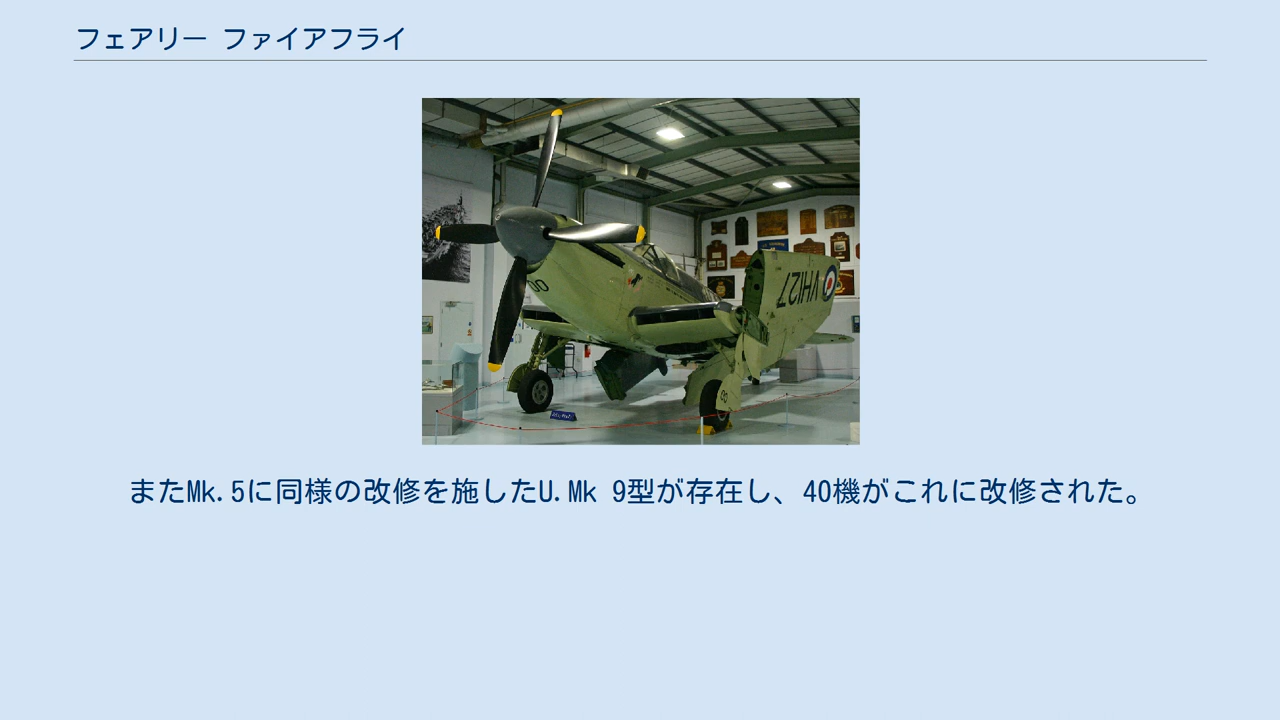 フェアリー ファイアフライ
VH127
また​Mk.5に同様の改修を施したU.Mk 9型が存在し、40機がこれに改修された。